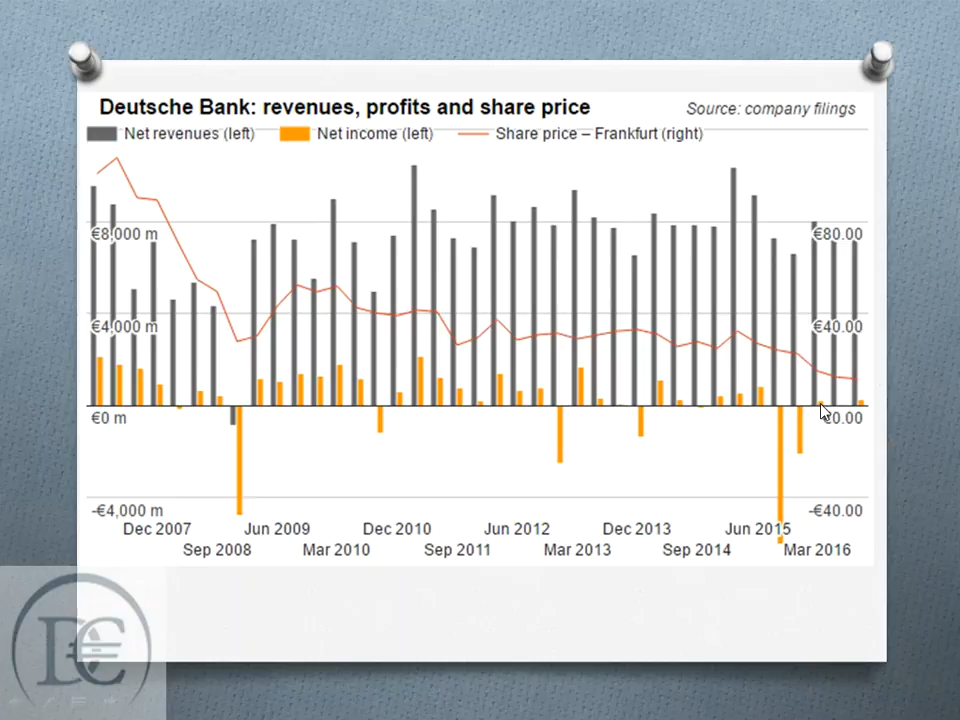 Deutsche Bank: revenues, profits and share price
Source: company filings
Net revenues (left) Net income (left) Share price – Frankfurt (right)
€8,000 m €80.00
€4,000 m €40.00
€0 m €0.00
-€4,000 m -€40.00
Dec 2007 Jun 2009 Dec 2010 Jun 2012 Dec 2013 Jun 2015
Sep 2008 Mar 2010 Sep 2011 Mar 2013 Sep 2014 Mar 2016
D€